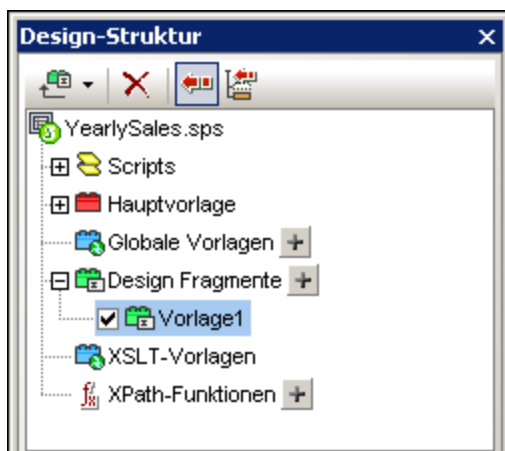 Design-Struktur
YearlySales.sps
Scripts
Hauptvorlage
Globale Vorlagen
Design Fragmente
Vorlage1
XSLT-Vorlagen
XPath-Funktionen